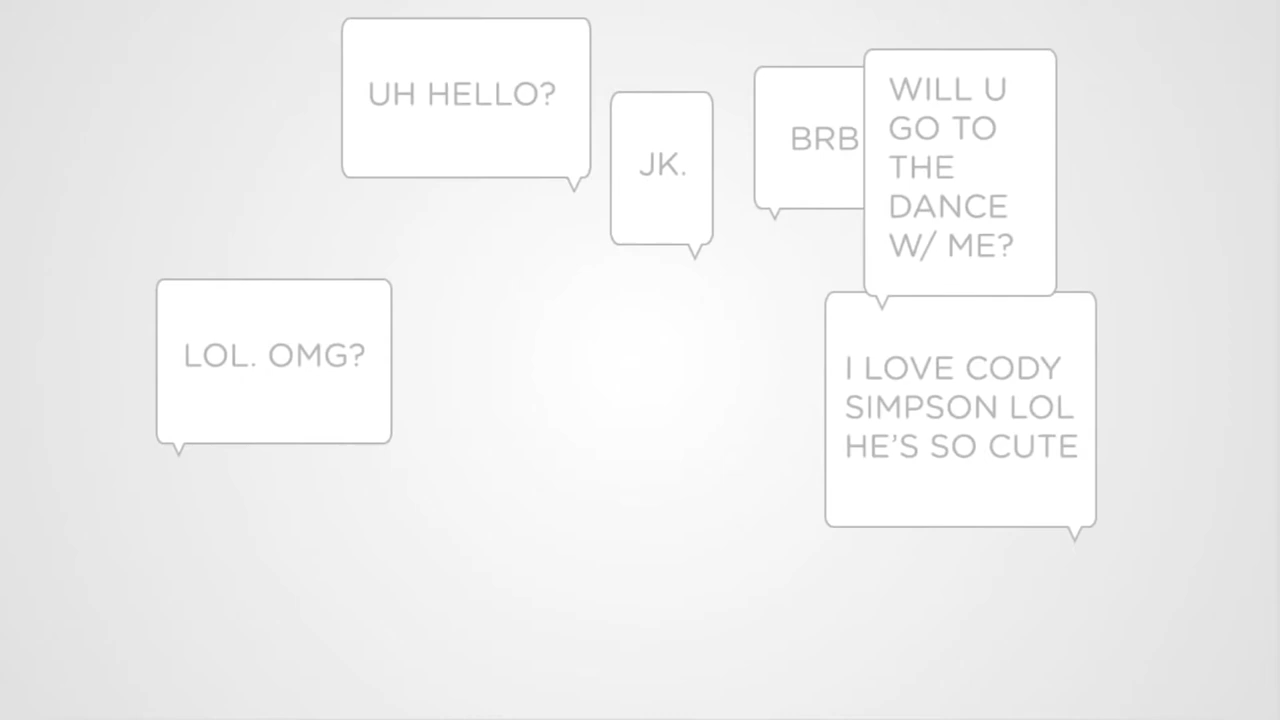 UH HELLO?
JK.
BRB
WILL U
GO TO
THE
DANCE
W/ ME?
LOL. OMG?
I LOVE CODY
SIMPSON LOL
HE'S SO CUTE